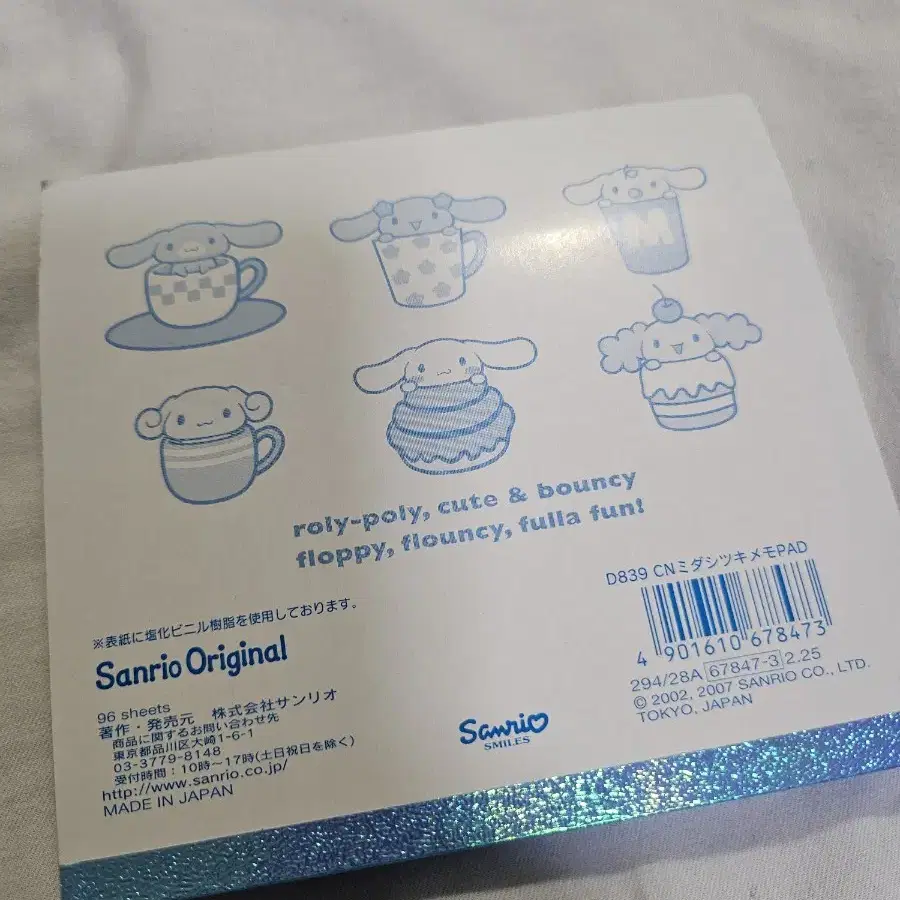 M
roly-poly, cute & bouncy
floppy, flouncy, fulla fun!
D839 CNミダシツキメモPAD
4 901610 678473
294/28A 67847-3 2.25
© 2002, 2007 SANRIO CO., LTD.
TOKYO, JAPAN
※表紙に塩化ビニル樹脂を使用しております。
Sanrio Original
96 sheets
著作・発売元 株式会社サンリオ
商品に関するお問い合わせ先
東京都品川区大崎1-6-1
03-3779-8148
受付時間：10時〜17時(土日祝日を除く)
http://www.sanrio.co.jp/
MADE IN JAPAN
Sanrio
SMILES